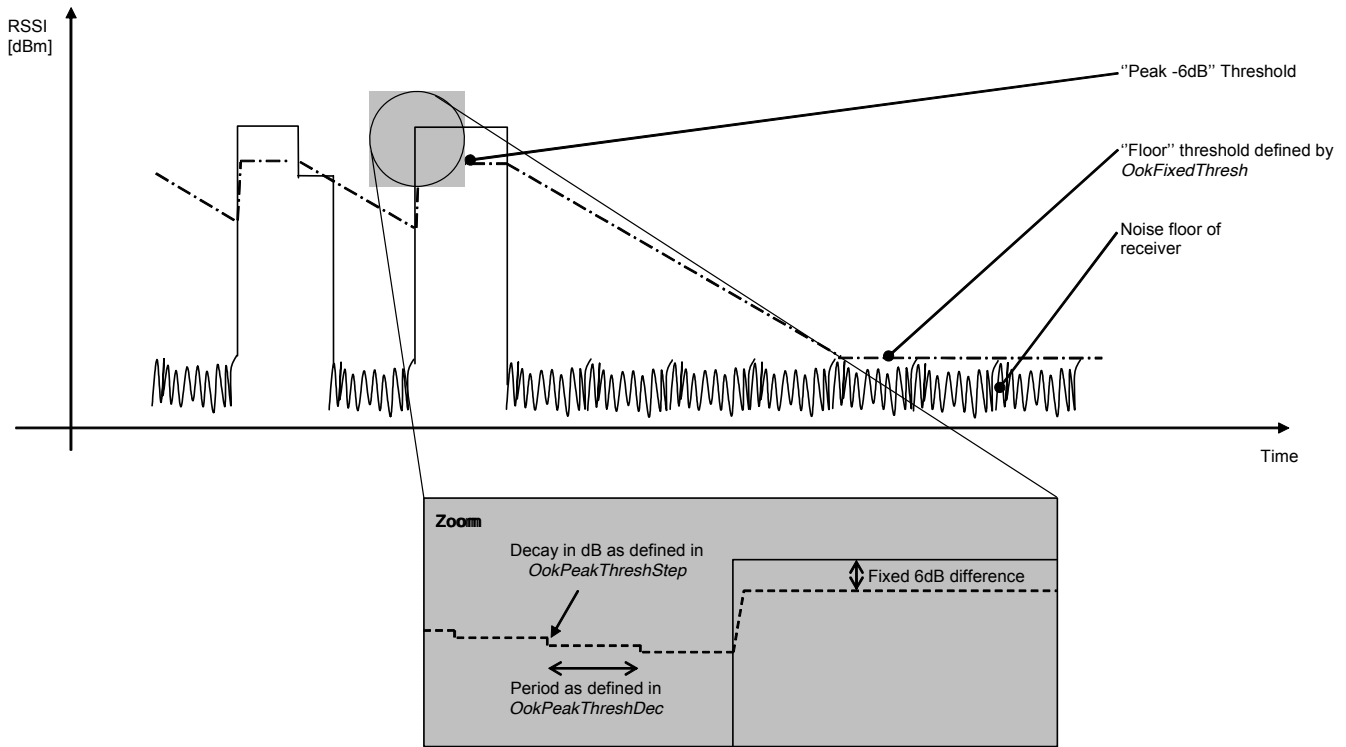 RSSI
[dBm]
‘‘Peak -6dB’’ Threshold
‘‘Floor’’ threshold defined by
OokFixedThresh
Noise floor of
receiver
Time
Zoom
Decay in dB as defined in
OokPeakThreshStep
Fixed 6dB difference
Period as defined in
OokPeakThreshDec